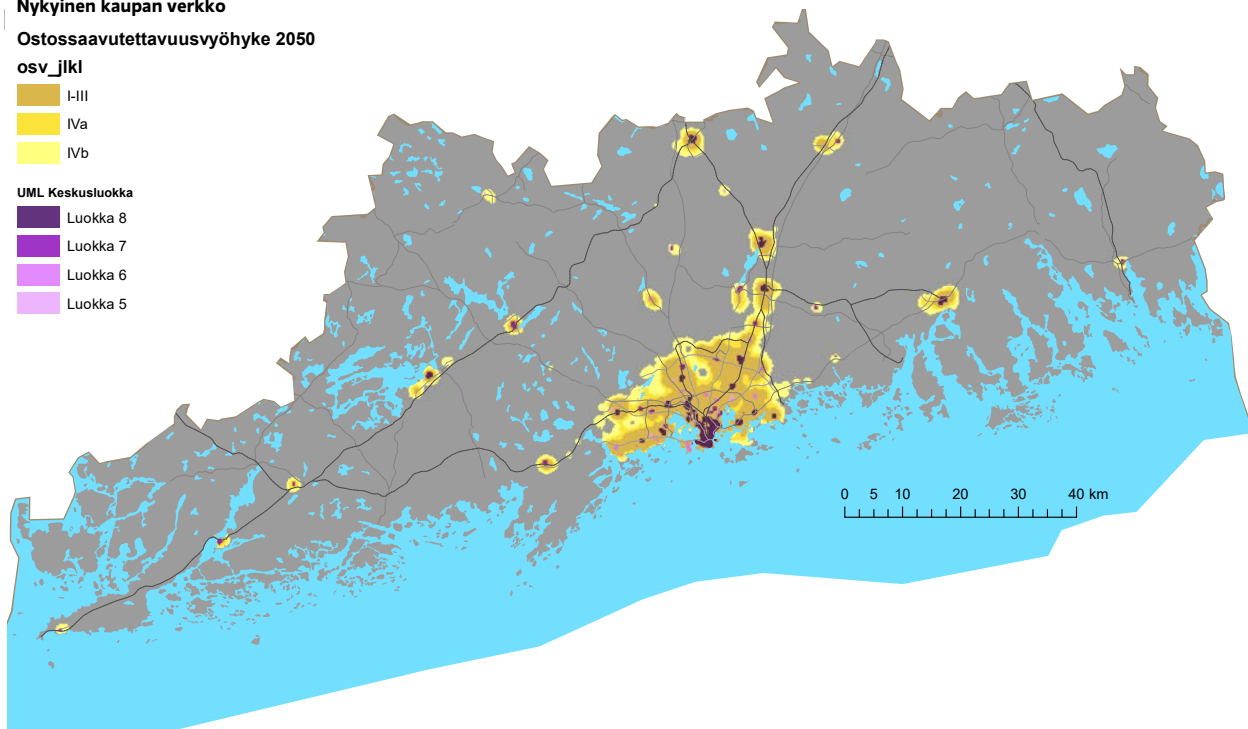 Nykyinen kaupan verkko
Ostossaavutettavuusvyöhyke 2050
osv_jlkl
I-III
IVa
IVb
UML Keskusluokka
Luokka 8
Luokka 7
Luokka 6
Luokka 5
0 5 10 20 30 40 km